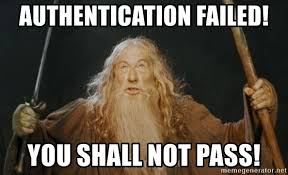 AUTHENTICATION FAILED!
YOU SHALL NOT PASS!
memegenerator.net